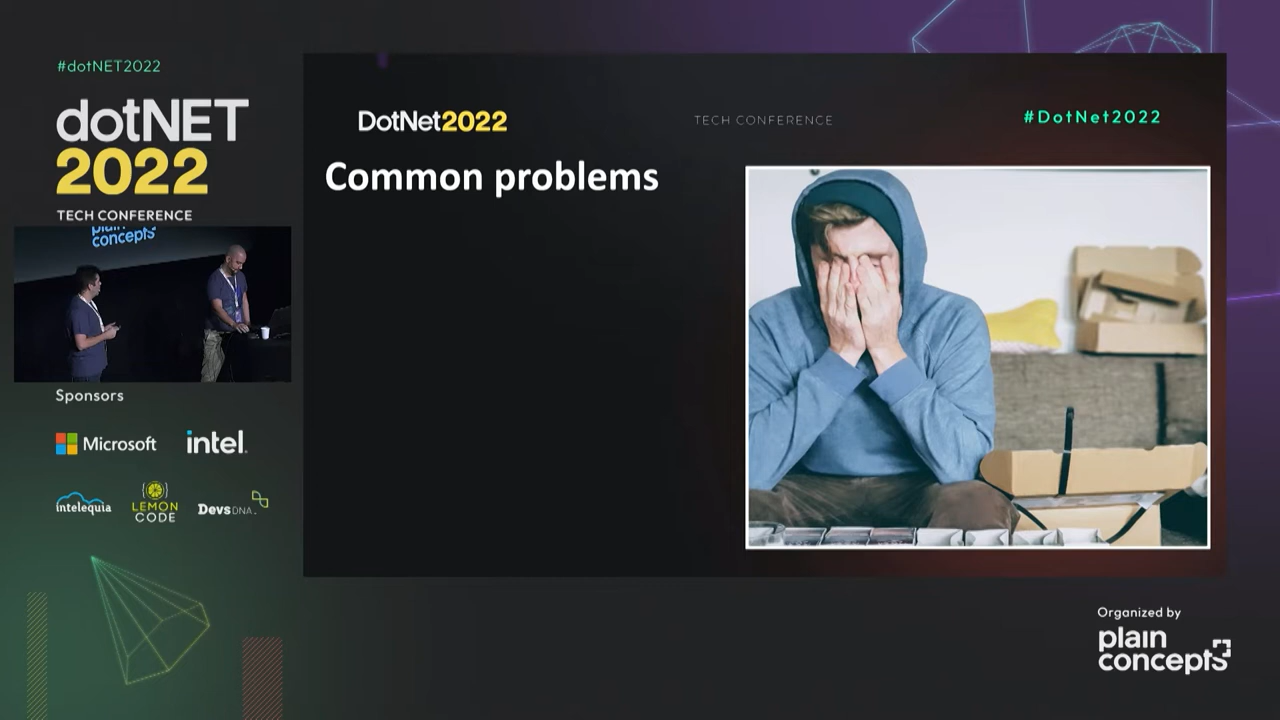 #dotNET2022
dotNET
2022
TECH CONFERENCE
plain
concepts
Sponsors
Microsoft
intel.
intelequia
LEMON
CODE
DevsDNA.
DotNet2022
TECH CONFERENCE
#DotNet2022
Common problems
Organized by
plain
concepts